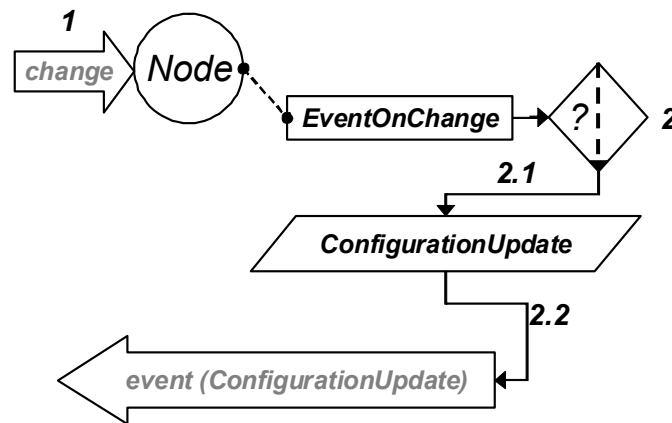 1
change
Node
EventOnChange
?
2
2.1
ConfigurationUpdate
2.2
event (ConfigurationUpdate)